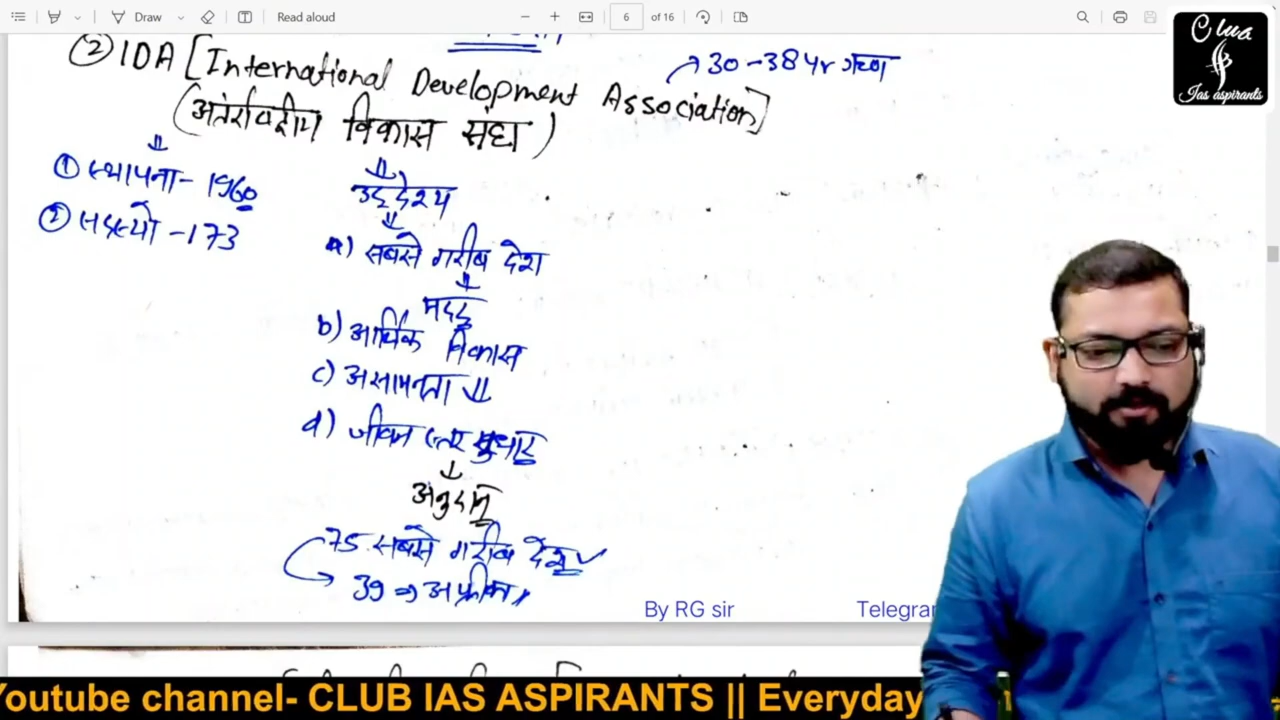 Draw
Read aloud
6
of 16
② IDA [International Development Association]
30-38 yr
(अंतर्राष्ट्रीय विकास संघ)
① स्थापना - 1960
② सदस्यो - 173
उद्देश्य
a) सबसे गरीब देश
मदद
b) आर्थिक विकास
c) असमानता
d) जीवन स्तर सुधार
अनुदान
75 सबसे गरीब देश
39 => अफ्रीका
By RG sir
Telegra
Club
Ias aspirants
Youtube channel- CLUB IAS ASPIRANTS || Everyday